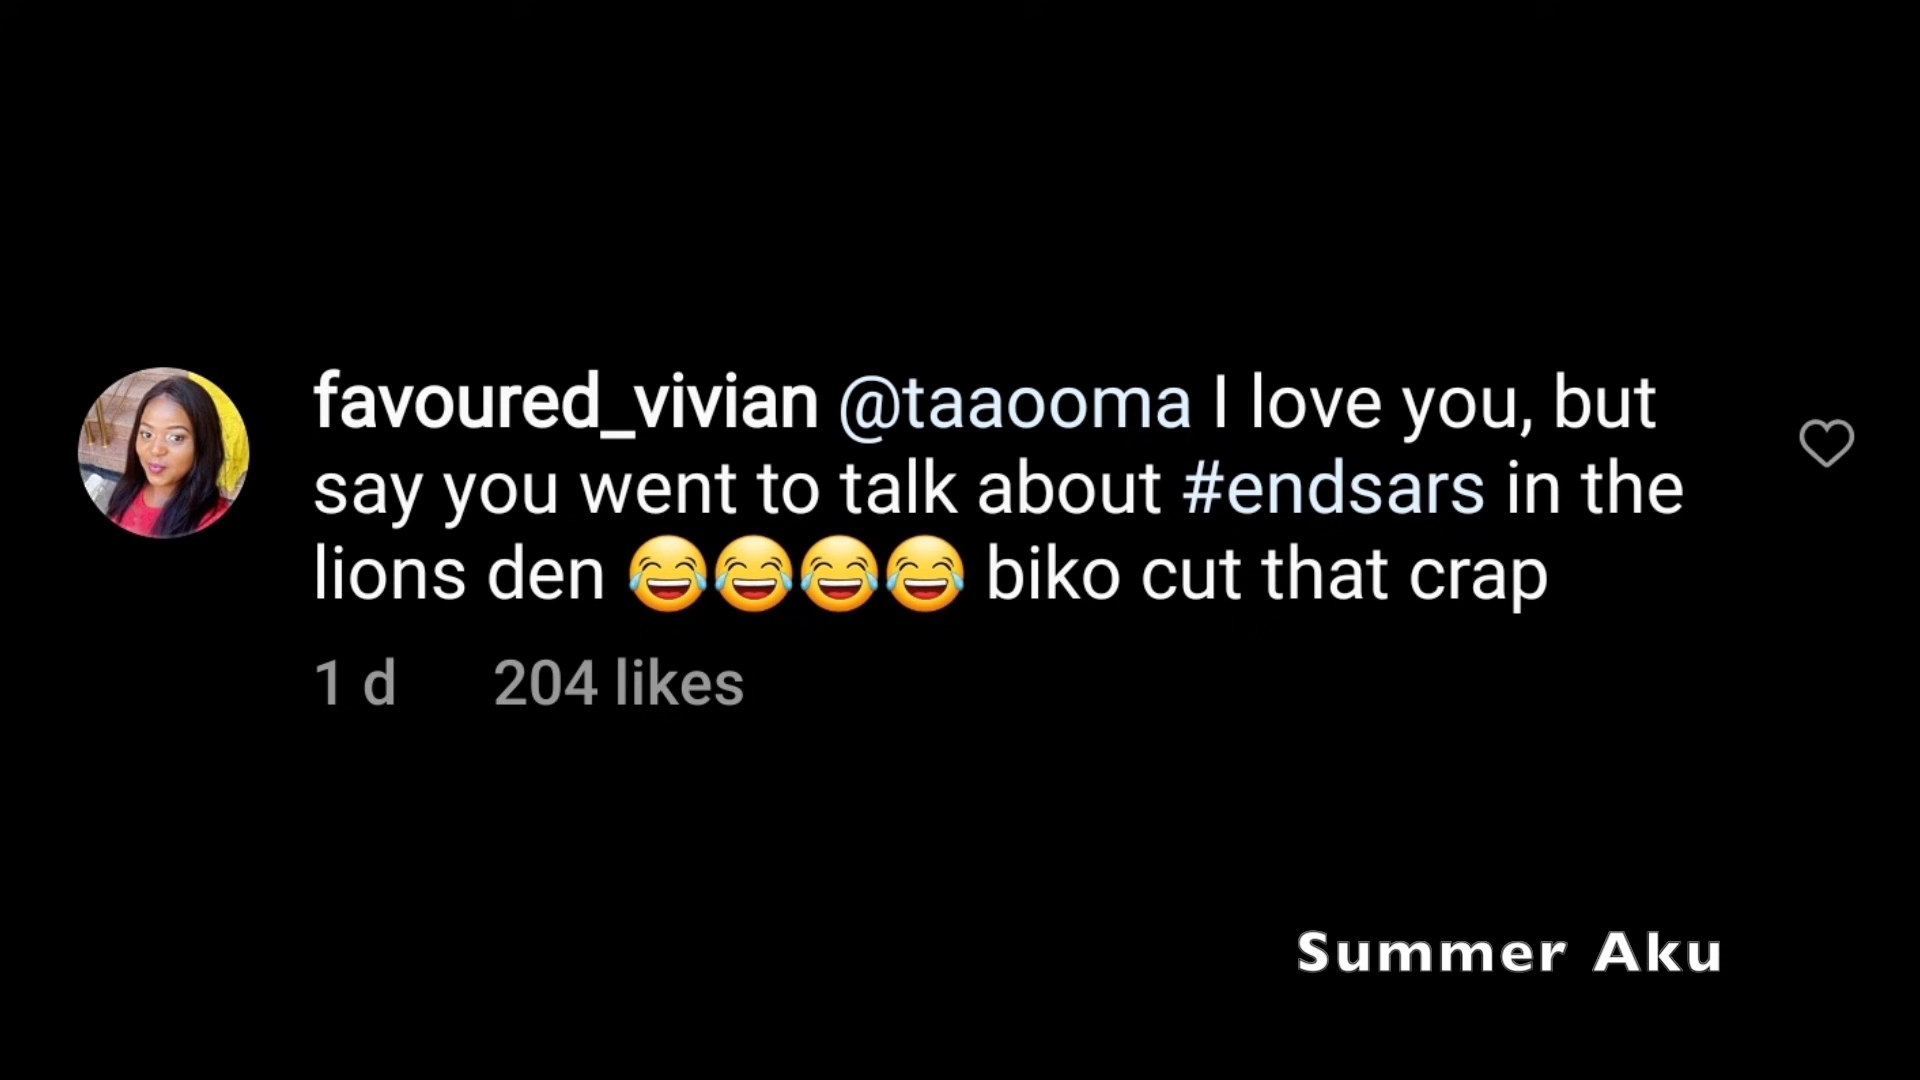 favoured_vivian @taaooma I love you, but
say you went to talk about #endsars in the
lions den 😂😂😂😂 biko cut that crap
1 d 204 likes
Summer Aku